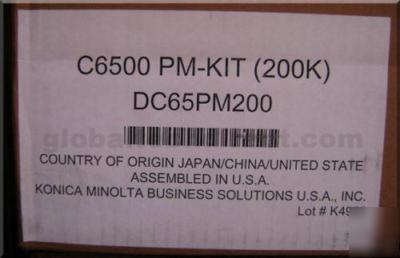 C6500 PM-KIT (200K)
DC65PM200
COUNTRY OF ORIGIN JAPAN/CHINA/UNITED STATE
ASSEMBLED IN U.S.A.
KONICA MINOLTA BUSINESS SOLUTIONS U.S.A., INC.
Lot #